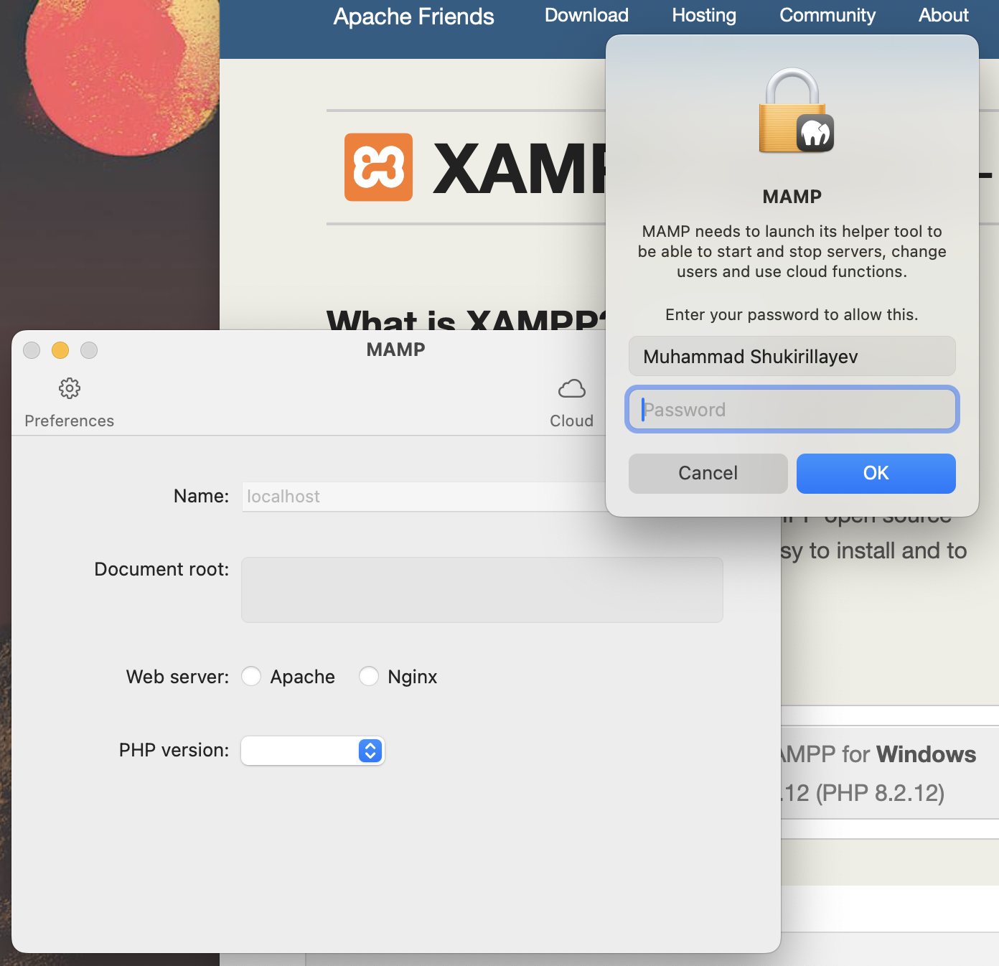 Apache Friends Download Hosting Community About
What is XAMPP?
MAMP
MAMP needs to launch its helper tool to
be able to start and stop servers, change
users and use cloud functions.
Enter your password to allow this.
Muhammad Shukirillayev
Password
Cancel OK
MAMP
Preferences
Cloud
Name: localhost
Document root:
Web server: Apache Nginx
PHP version:
open source
to install and to
for Windows
.12 (PHP 8.2.12)